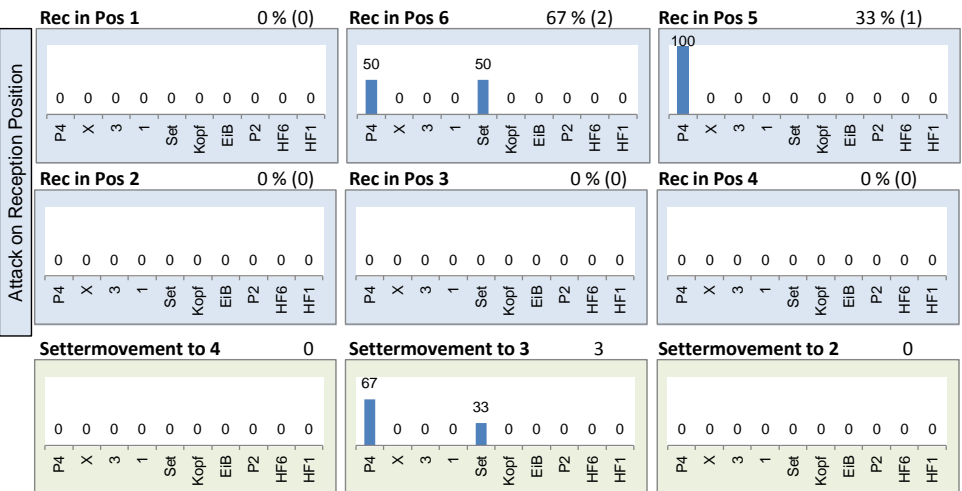 Attack on Reception Position
Rec in Pos 1 0 % (0)
0 0 0 0 0 0 0 0 0 0
P4 X 3 1 Set Kopf EiB P2 HF6 HF1
Rec in Pos 6 67 % (2)
50 0 0 0 50 0 0 0 0 0
P4 X 3 1 Set Kopf EiB P2 HF6 HF1
Rec in Pos 5 33 % (1)
100 0 0 0 0 0 0 0 0 0
P4 X 3 1 Set Kopf EiB P2 HF6 HF1
Rec in Pos 2 0 % (0)
0 0 0 0 0 0 0 0 0 0
P4 X 3 1 Set Kopf EiB P2 HF6 HF1
Rec in Pos 3 0 % (0)
0 0 0 0 0 0 0 0 0 0
P4 X 3 1 Set Kopf EiB P2 HF6 HF1
Rec in Pos 4 0 % (0)
0 0 0 0 0 0 0 0 0 0
P4 X 3 1 Set Kopf EiB P2 HF6 HF1
Settermovement to 4 0
0 0 0 0 0 0 0 0 0 0
P4 X 3 1 Set Kopf EiB P2 HF6 HF1
Settermovement to 3 3
67 0 0 0 33 0 0 0 0 0
P4 X 3 1 Set Kopf EiB P2 HF6 HF1
Settermovement to 2 0
0 0 0 0 0 0 0 0 0 0
P4 X 3 1 Set Kopf EiB P2 HF6 HF1